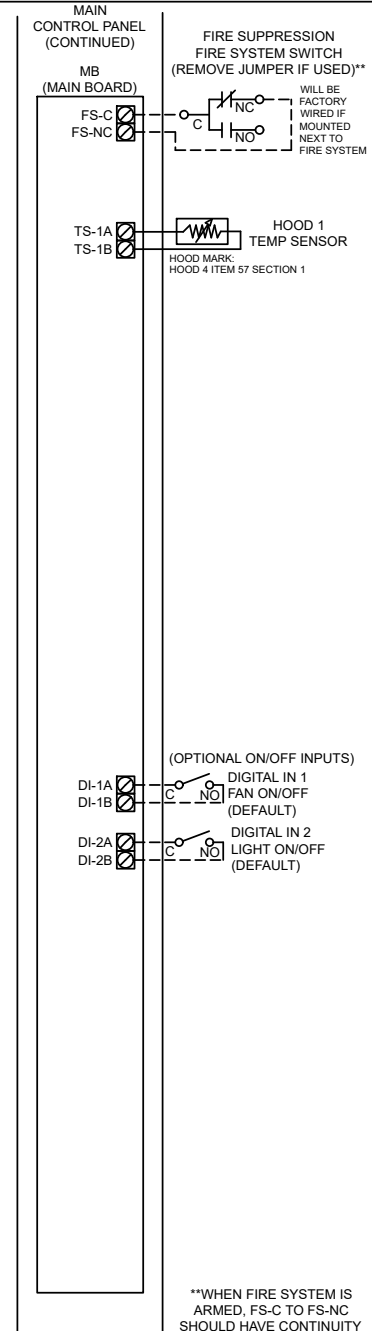 MAIN
CONTROL PANEL
(CONTINUED)
MB
(MAIN BOARD)
FIRE SUPPRESSION
FIRE SYSTEM SWITCH
(REMOVE JUMPER IF USED)**
FS-C
FS-NC
C
NC
NO
WILL BE
FACTORY
WIRED IF
MOUNTED
NEXT TO
FIRE SYSTEM
TS-1A
TS-1B
HOOD 1
TEMP SENSOR
HOOD MARK:
HOOD 4 ITEM 57 SECTION 1
(OPTIONAL ON/OFF INPUTS)
DI-1A
DI-1B
C
NO
DIGITAL IN 1
FAN ON/OFF
(DEFAULT)
DI-2A
DI-2B
C
NO
DIGITAL IN 2
LIGHT ON/OFF
(DEFAULT)
**WHEN FIRE SYSTEM IS
ARMED, FS-C TO FS-NC
SHOULD HAVE CONTINUITY